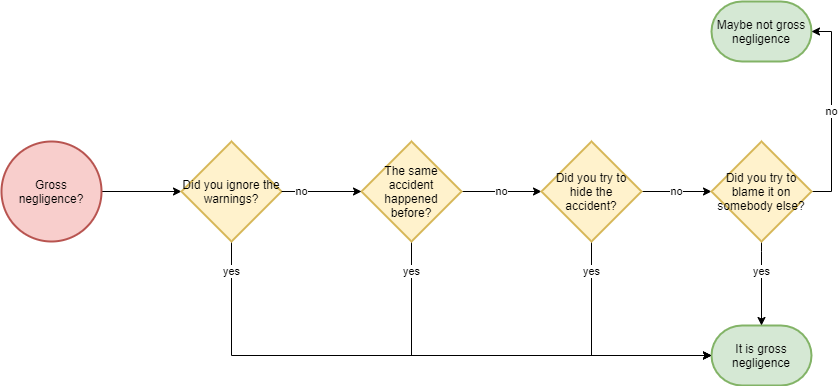 Maybe not gross
negligence
no
Gross
negligence?
Did you ignore the
warnings?
no
The same
accident
happened
before?
no
Did you try to
hide the
accident?
no
Did you try to
blame it on
somebody else?
yes
yes
yes
yes
It is gross
negligence